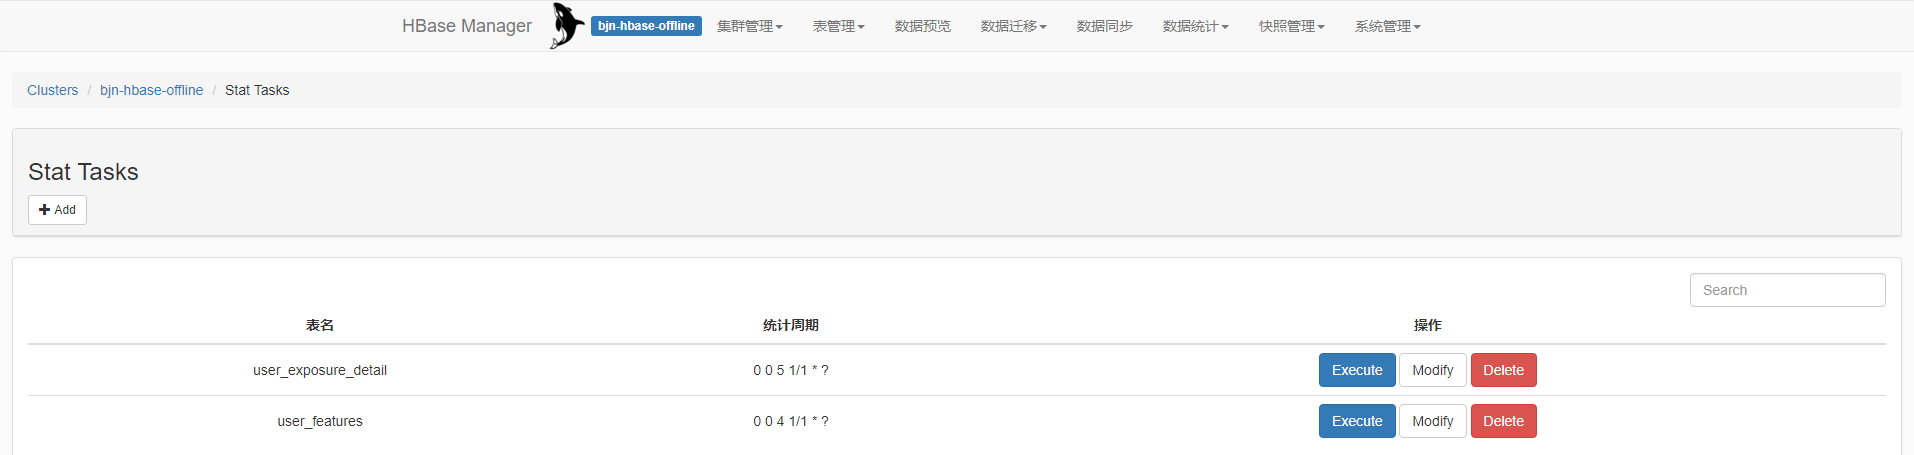 HBase Manager bjn-hbase-offline 集群管理 表管理 数据预览 数据迁移 数据同步 数据统计 快照管理 系统管理
Clusters / bjn-hbase-offline / Stat Tasks
Stat Tasks
Add
Search
表名 统计周期 操作
user_exposure_detail 0 0 5 1/1 * ? Execute Modify Delete
user_features 0 0 4 1/1 * ? Execute Modify Delete